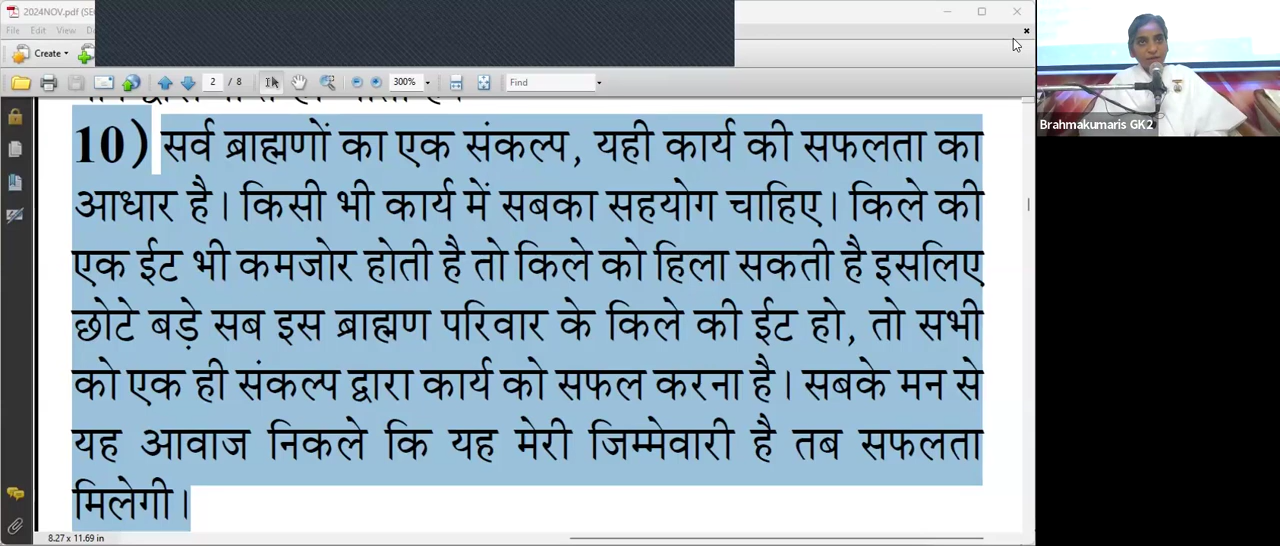 2024NOV.pdf (SE
File Edit View D
Create
2 / 8 300% Find
10) सर्व ब्राह्मणों का एक संकल्प, यही कार्य की सफलता का
आधार है। किसी भी कार्य में सबका सहयोग चाहिए। किले की
एक ईट भी कमजोर होती है तो किले को हिला सकती है इसलिए
छोटे बड़े सब इस ब्राह्मण परिवार के किले की ईट हो, तो सभी
को एक ही संकल्प द्वारा कार्य को सफल करना है। सबके मन से
यह आवाज निकले कि यह मेरी जिम्मेवारी है तब सफलता
मिलेगी।
8.27 x 11.69 in
Brahmakumaris GK2